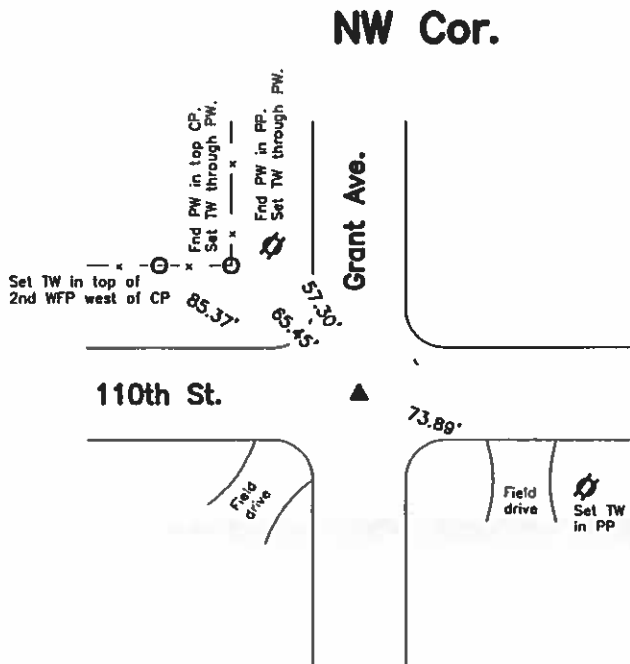 NW Cor.
Fnd PW in top CP.
Set TW through PW.
Fnd PW in PP.
Set TW through PW.
Grant Ave.
Set TW in top of
2nd WFP west of CP
85.37'
65.45'
57.30'
110th St.
73.89'
Field
drive
Field
drive
Set TW
in PP